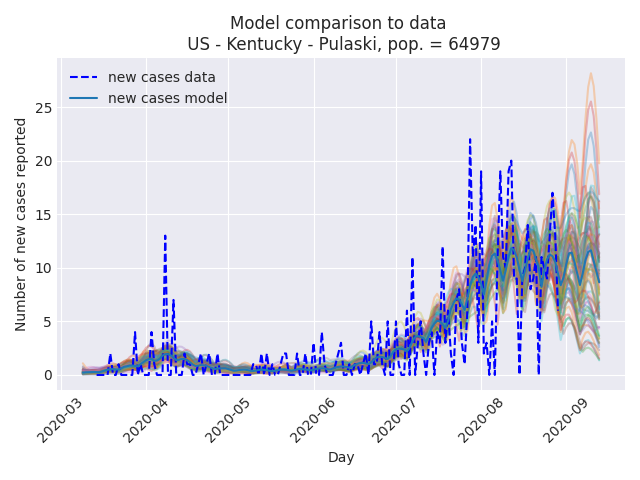 Model comparison to data
US - Kentucky - Pulaski, pop. = 64979
new cases data
new cases model
Number of new cases reported
25
20
15
10
5
0
2020-03
2020-04
2020-05
2020-06
2020-07
2020-08
2020-09
Day